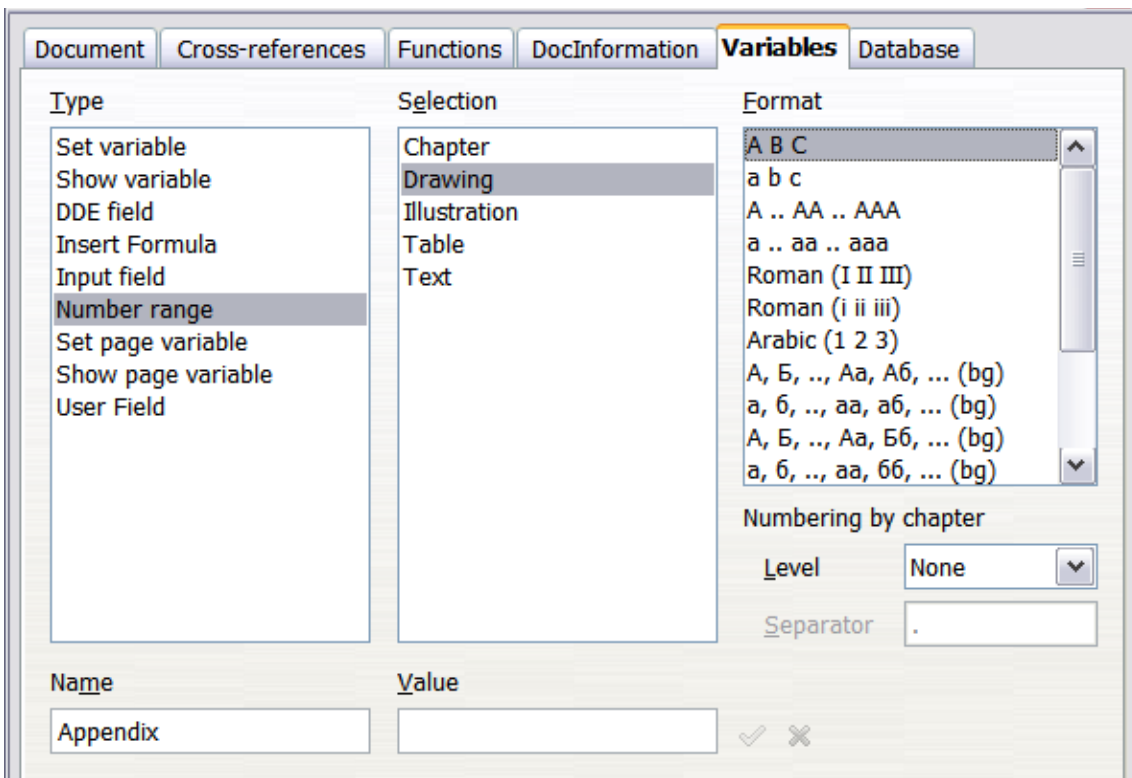 Document Cross-references Functions DocInformation Variables Database
Type
Set variable
Show variable
DDE field
Insert Formula
Input field
Number range
Set page variable
Show page variable
User Field
Selection
Chapter
Drawing
Illustration
Table
Text
Format
A B C
a b c
A .. AA .. AAA
a .. aa .. aaa
Roman (I II III)
Roman (i ii iii)
Arabic (1 2 3)
А, Б, .., Аа, Аб, ... (bg)
а, б, .., аа, аб, ... (bg)
А, Б, .., Аа, Бб, ... (bg)
а, б, .., аа, бб, ... (bg)
Numbering by chapter
Level None
Separator .
Name
Appendix
Value